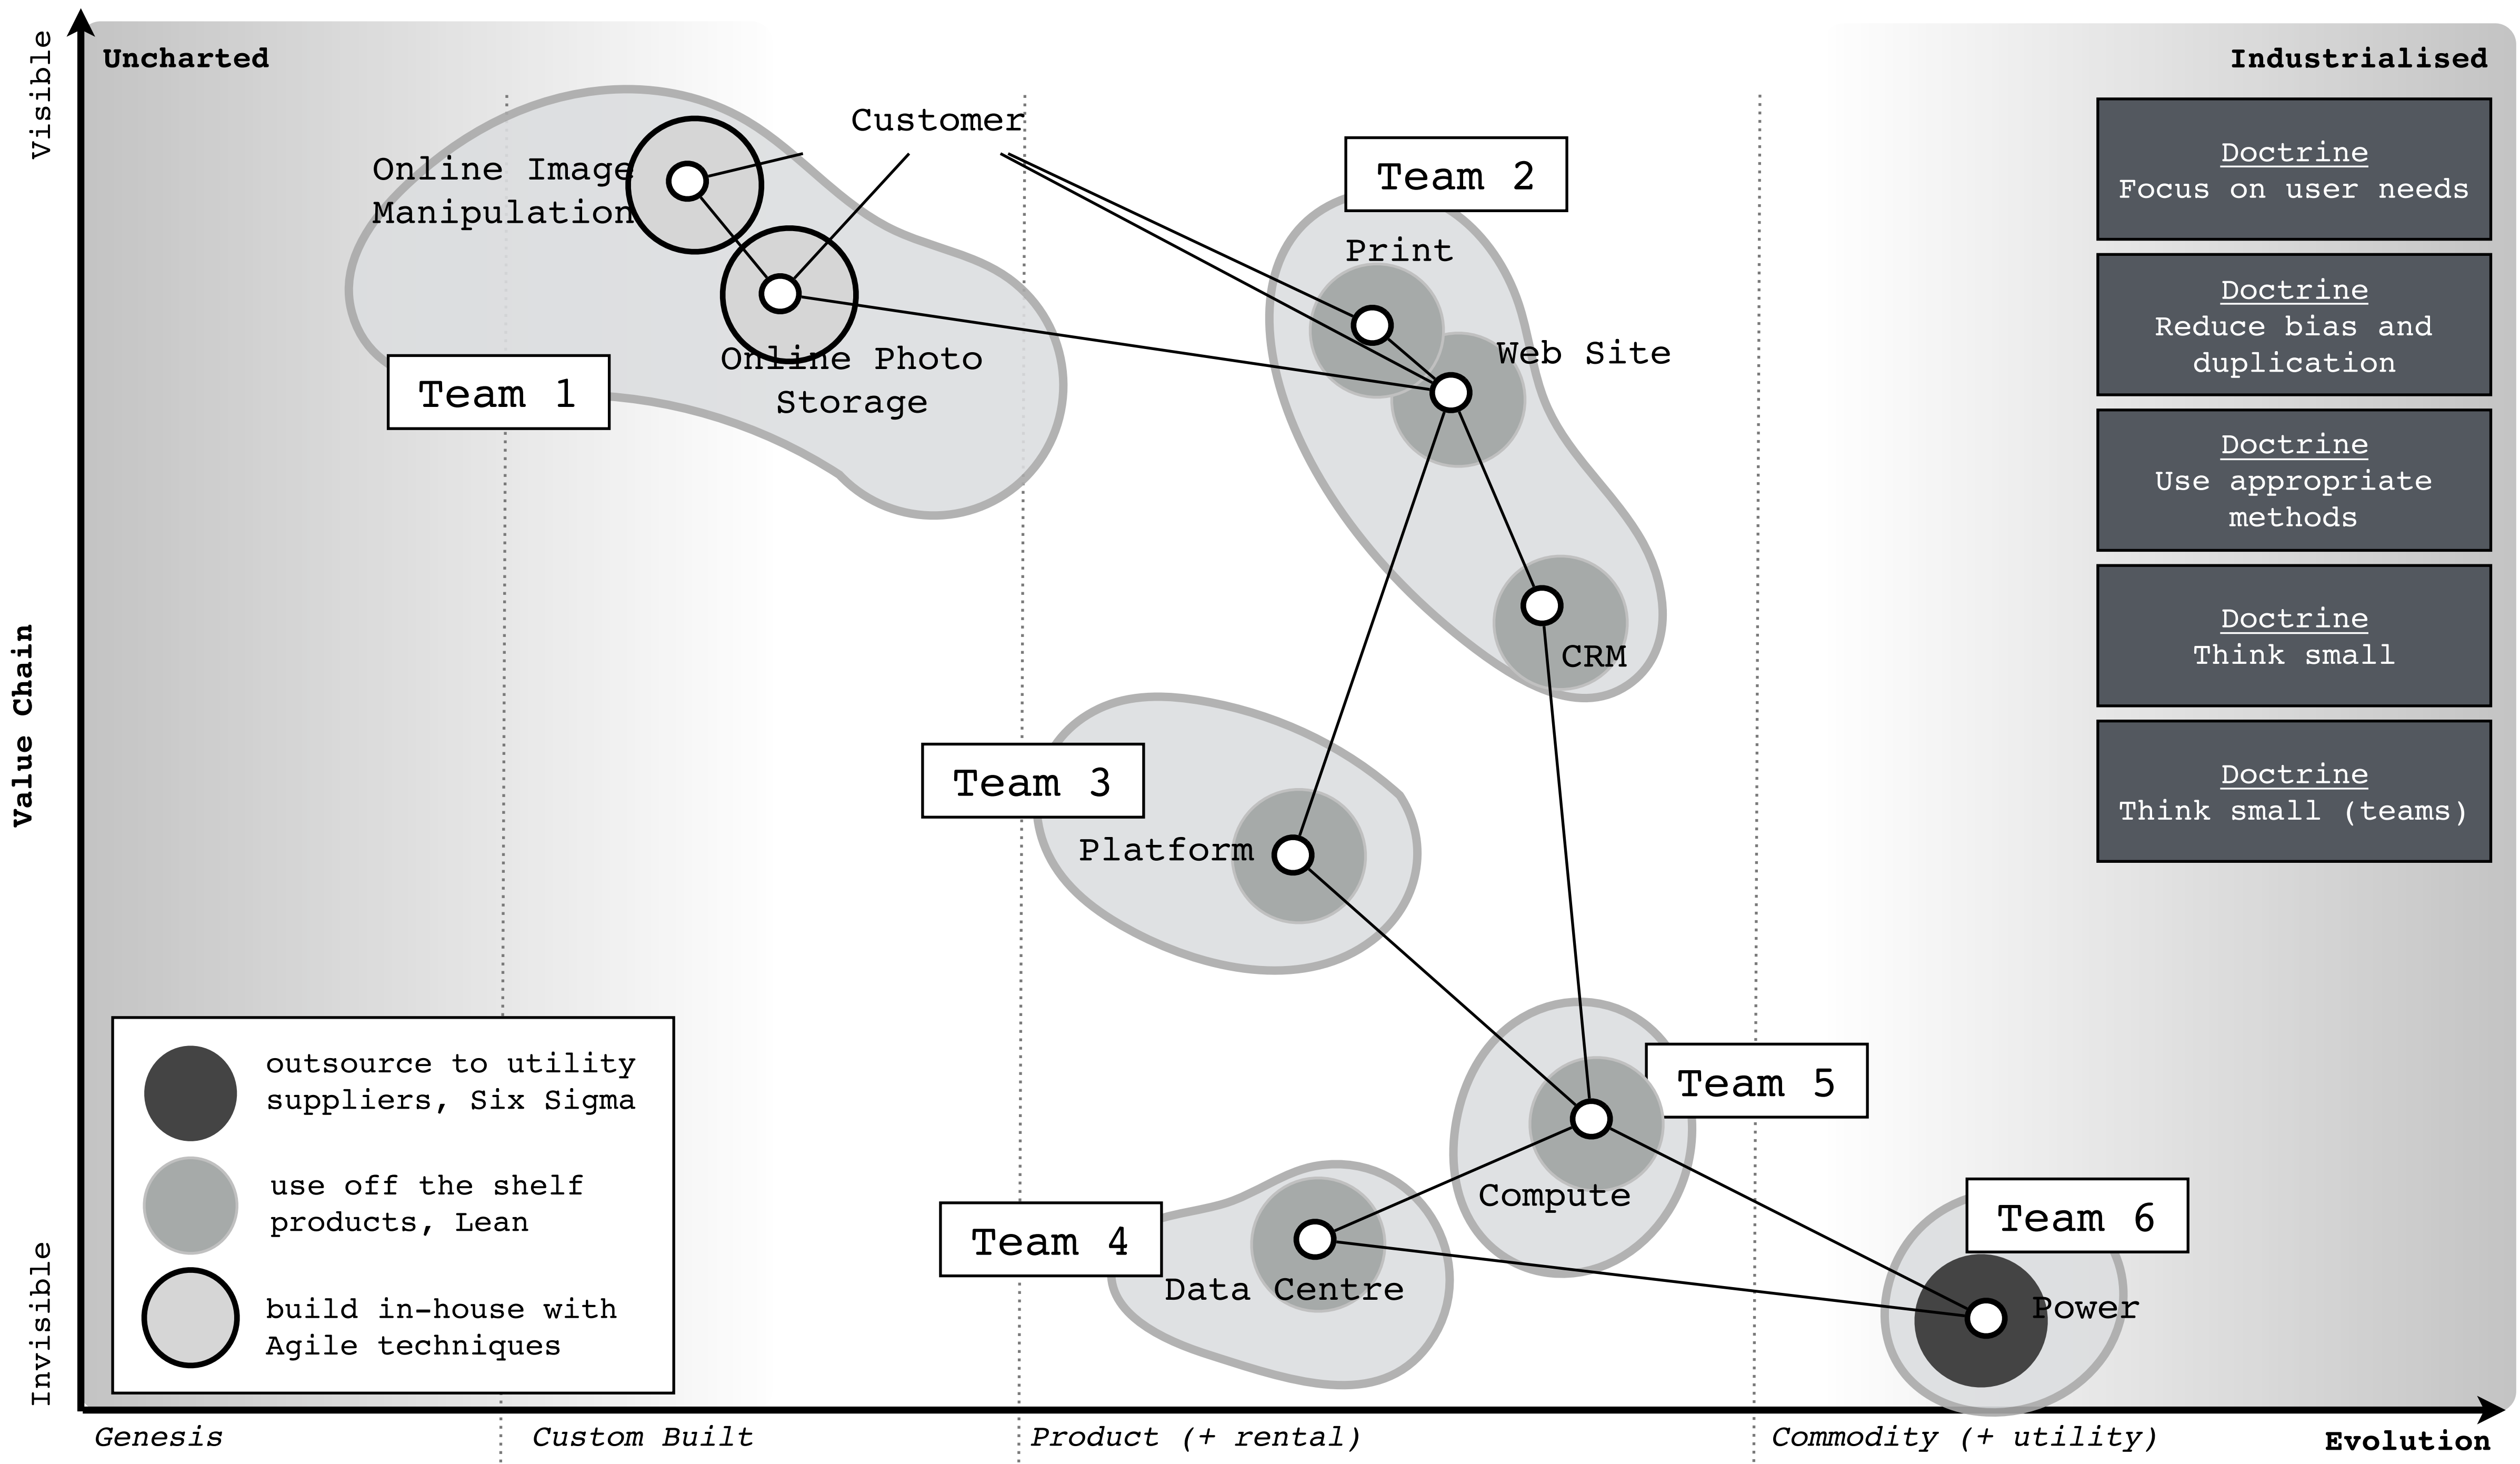 Visible
Uncharted
Industrialised
Customer
Online Image
Manipulation
Online Photo
Storage
Team 1
Team 2
Print
Web Site
CRM
Doctrine
Focus on user needs
Doctrine
Reduce bias and
duplication
Doctrine
Use appropriate
methods
Doctrine
Think small
Doctrine
Think small (teams)
Value Chain
Team 3
Platform
Team 5
Compute
Team 4
Data Centre
Team 6
Power
outsource to utility
suppliers, Six Sigma
use off the shelf
products, Lean
build in-house with
Agile techniques
Invisible
Genesis
Custom Built
Product (+ rental)
Commodity (+ utility)
Evolution